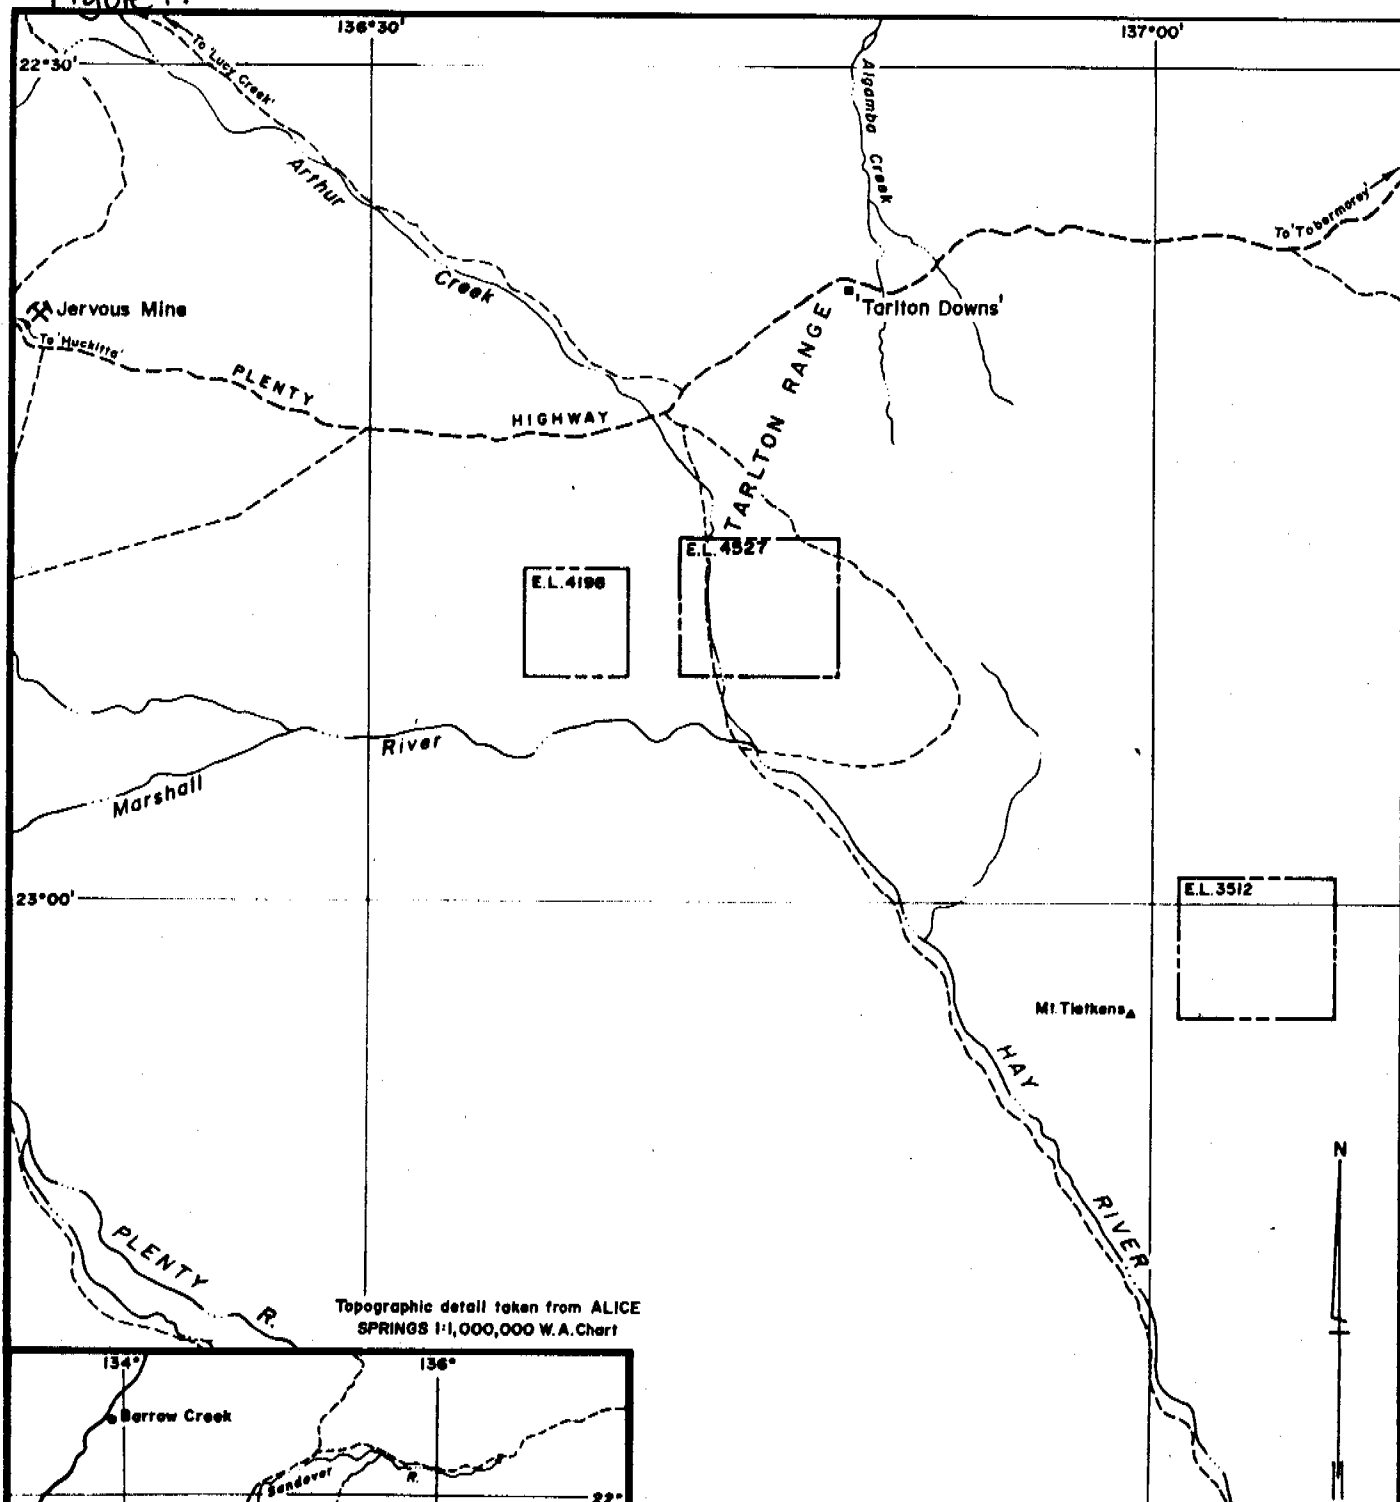 Figure 1.
136°30'
137°00'
22°30'
To 'Lucy Creek'
Algamba Creek
Arthur
Creek
To 'Tobermorey'
Jervous Mine
'Tarlton Downs'
To 'Huckitta'
PLENTY
HIGHWAY
TARLTON RANGE
E.L. 4527
E.L. 4198
River
Marshall
23°00'
E.L. 3512
Mt. Tietkens
HAY
RIVER
N
PLENTY
R.
Topographic detail taken from ALICE
SPRINGS 1:1,000,000 W.A. Chart
134°
136°
Barrow Creek
Sandover
R.
22°